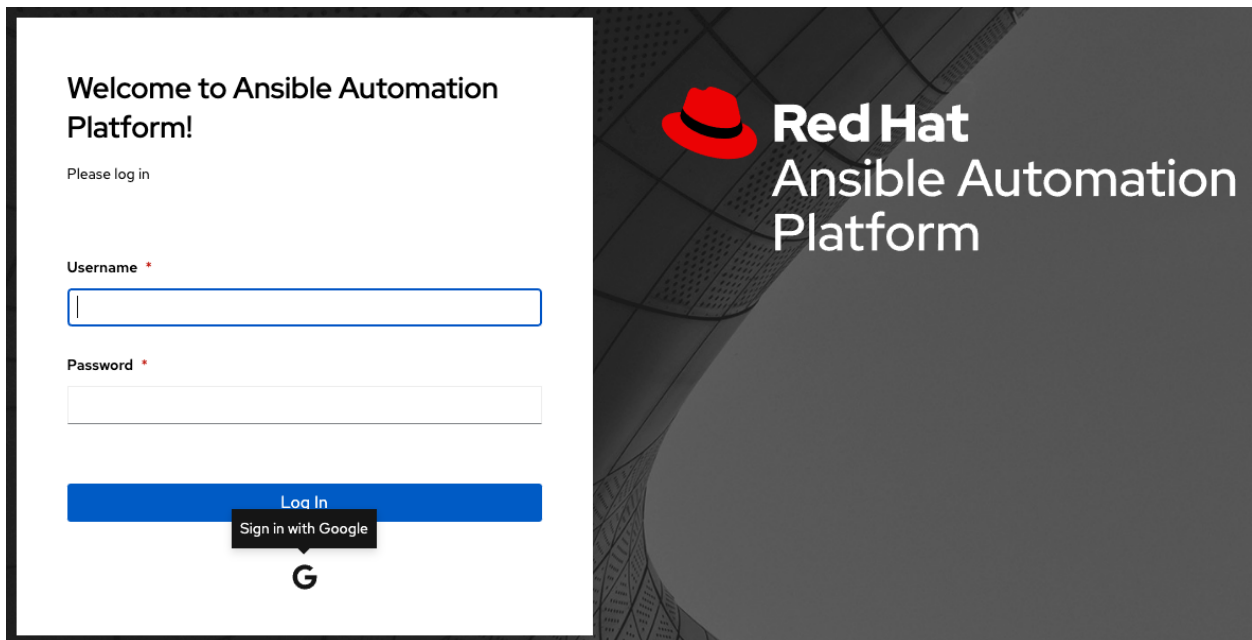 Welcome to Ansible Automation
Platform!
Please log in
Username *
Password *
Log In
Sign in with Google
G
Red Hat
Ansible Automation
Platform